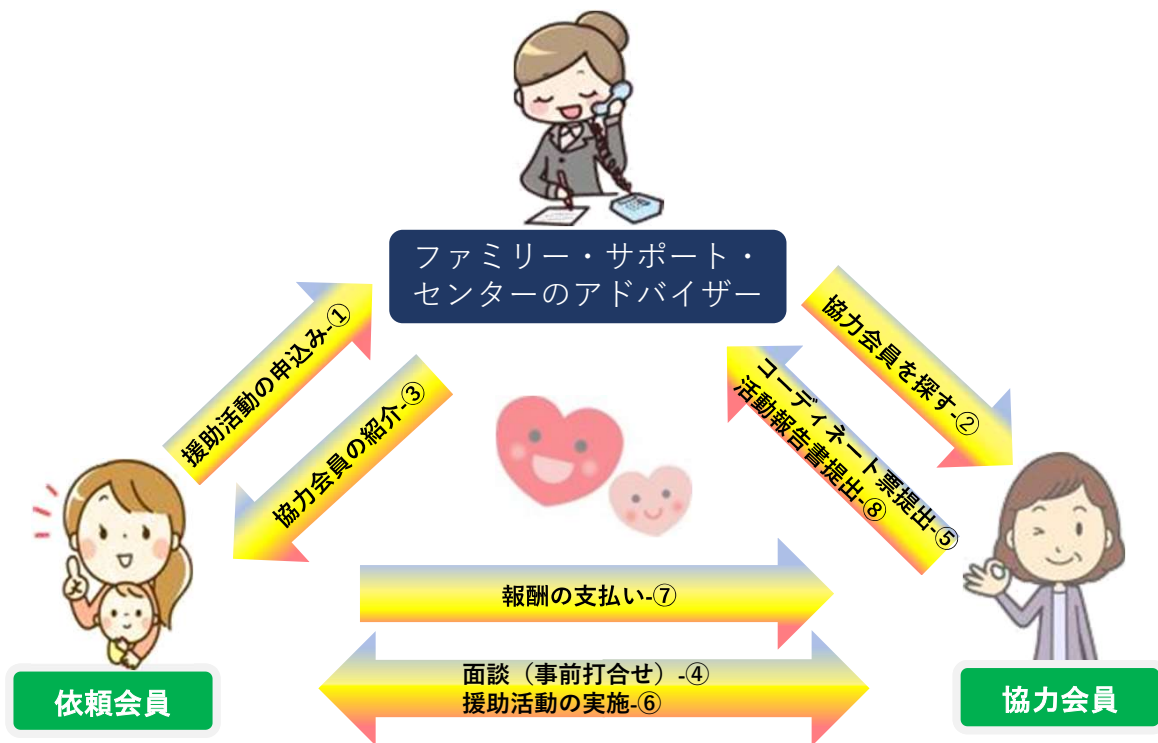 ファミリー・サポート・
センターのアドバイザー
援助活動の申込み-①
協力会員の紹介-③
協力会員を探す-②
コーディネート票提出-⑤
活動報告書提出-⑧
報酬の支払い-⑦
面談（事前打合せ）-④
援助活動の実施-⑥
依頼会員
協力会員